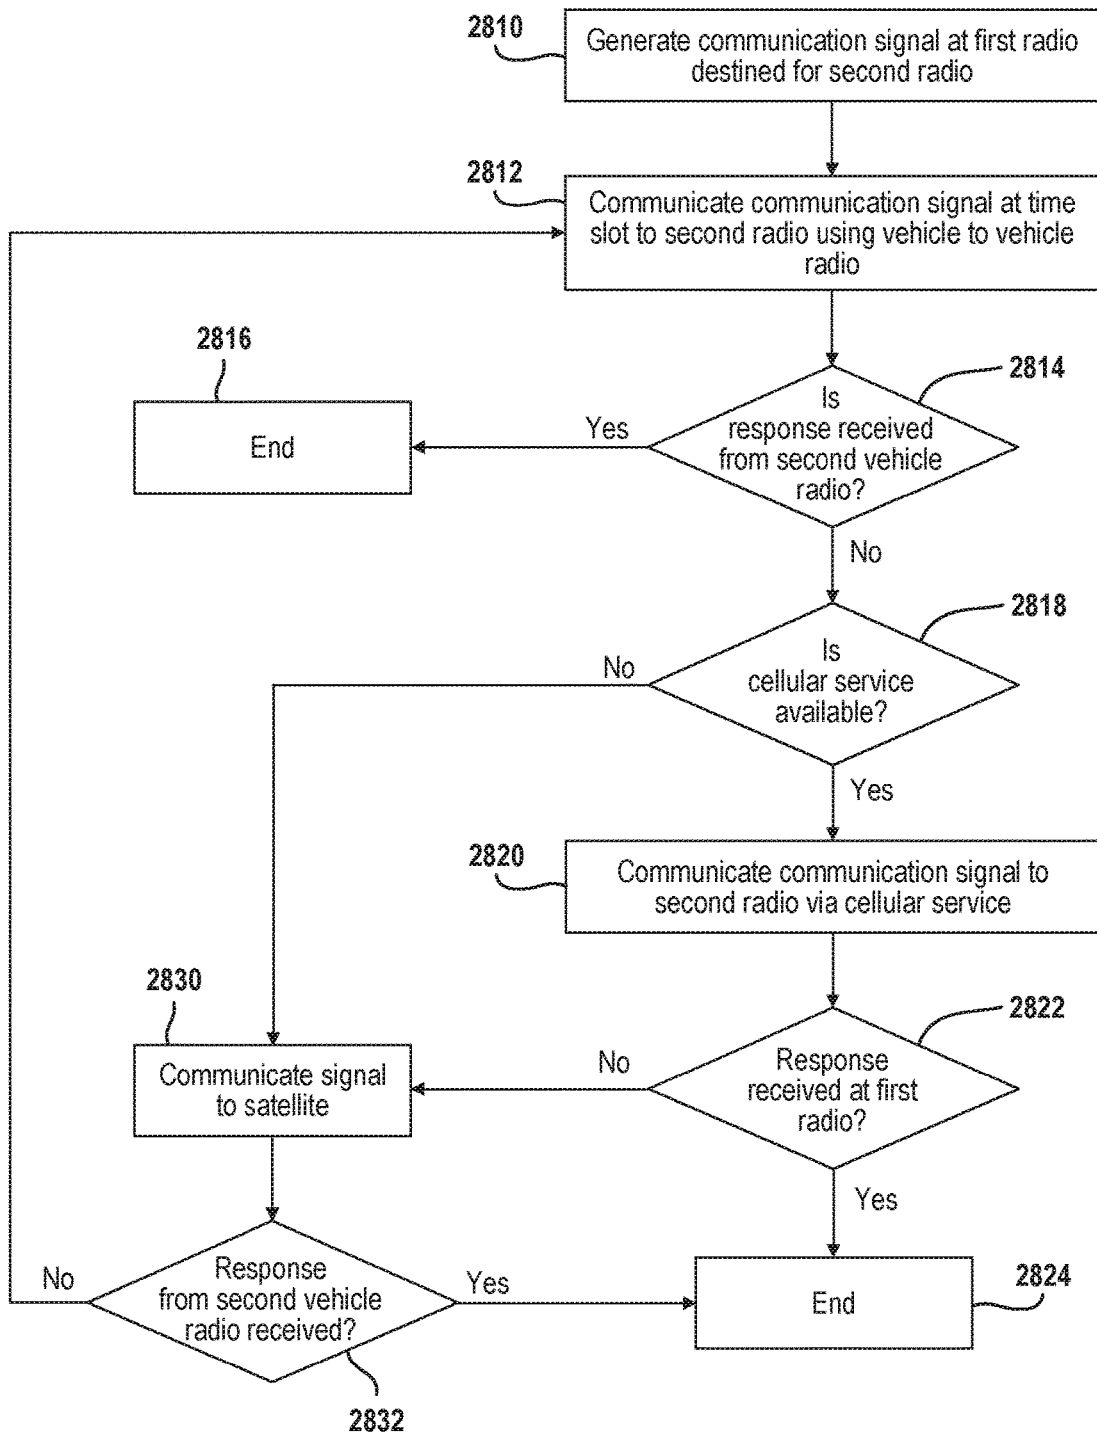 2810
Generate communication signal at first radio
destined for second radio
2812
Communicate communication signal at time
slot to second radio using vehicle to vehicle
radio
2816
End
Yes
2814
Is
response received
from second vehicle
radio?
No
2818
No
Is
cellular service
available?
Yes
2820
Communicate communication signal to
second radio via cellular service
2830
Communicate signal
to satellite
No
2822
Response
received at first
radio?
Yes
No
Response
from second vehicle
radio received?
Yes
End
2824
2832